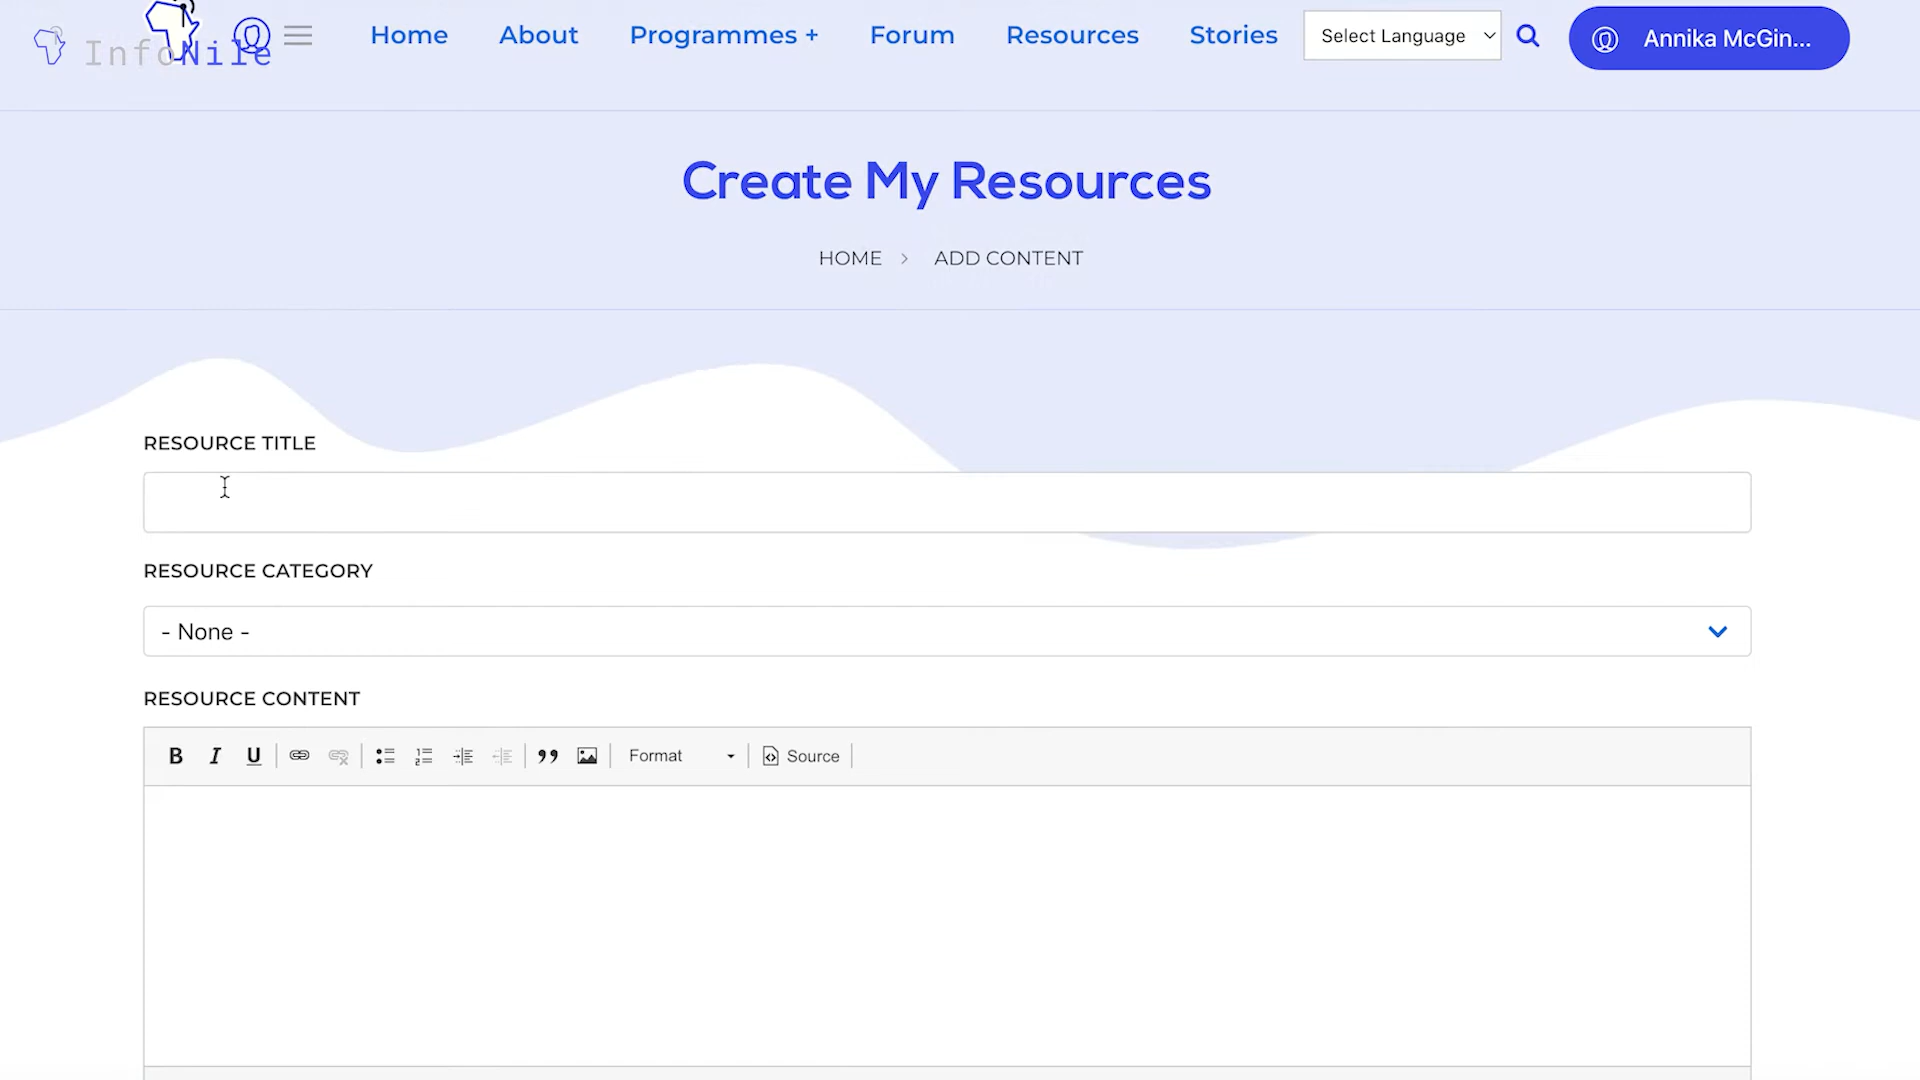 InfoNile
Home About Programmes + Forum Resources Stories Select Language Annika McGin...
Create My Resources
HOME > ADD CONTENT
RESOURCE TITLE
RESOURCE CATEGORY
- None -
RESOURCE CONTENT
B I U Format Source